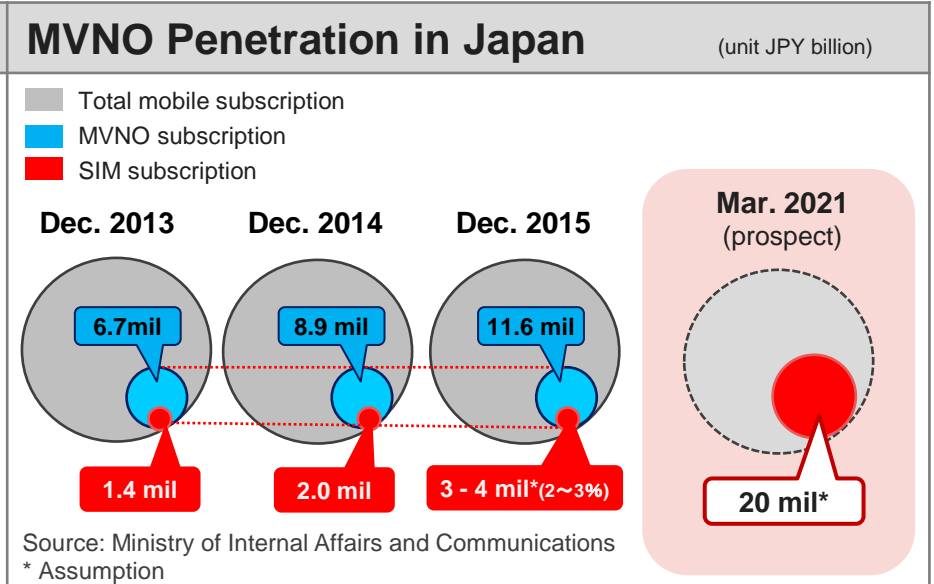 MVNO Penetration in Japan (unit JPY billion)
Total mobile subscription
MVNO subscription
SIM subscription
Dec. 2013
Dec. 2014
Dec. 2015
Mar. 2021
(prospect)
6.7mil
8.9 mil
11.6 mil
1.4 mil
2.0 mil
3 - 4 mil*(2～3%)
20 mil*
Source: Ministry of Internal Affairs and Communications
* Assumption